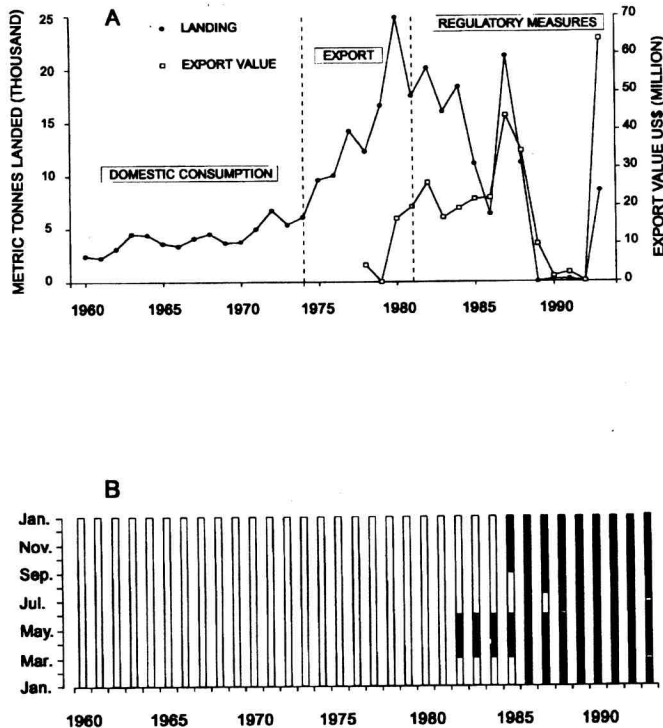 A
LANDING
EXPORT VALUE
DOMESTIC CONSUMPTION
EXPORT
REGULATORY MEASURES
METRIC TONNES LANDED (THOUSAND)
25
20
15
10
5
0
EXPORT VALUE US$ (MILLION)
70
60
50
40
30
20
10
0
1960 1965 1970 1975 1980 1985 1990
B
Jan.
Nov.
Sep.
Jul.
May.
Mar.
Jan.
1960 1965 1970 1975 1980 1985 1990